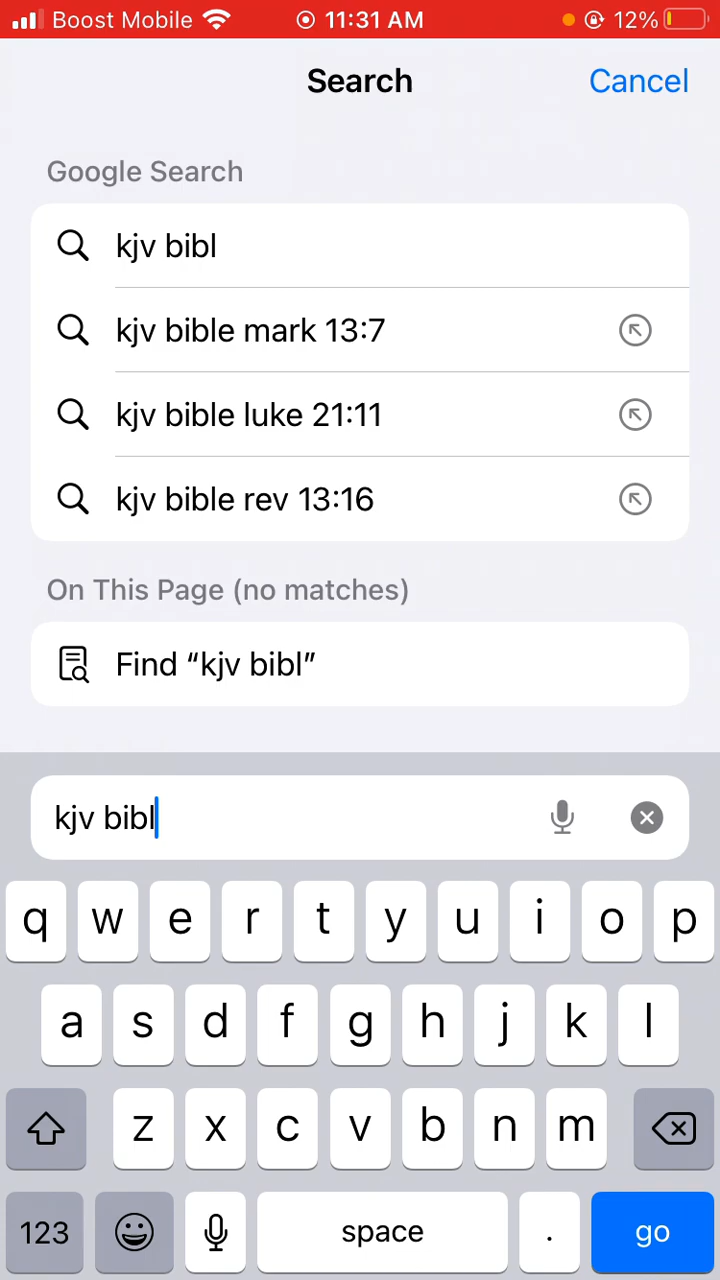 Boost Mobile 11:31 AM 12%
Search Cancel
Google Search
kjv bibl
kjv bible mark 13:7
kjv bible luke 21:11
kjv bible rev 13:16
On This Page (no matches)
Find “kjv bibl”
kjv bibl
q w e r t y u i o p
a s d f g h j k l
z x c v b n m
123 space . go